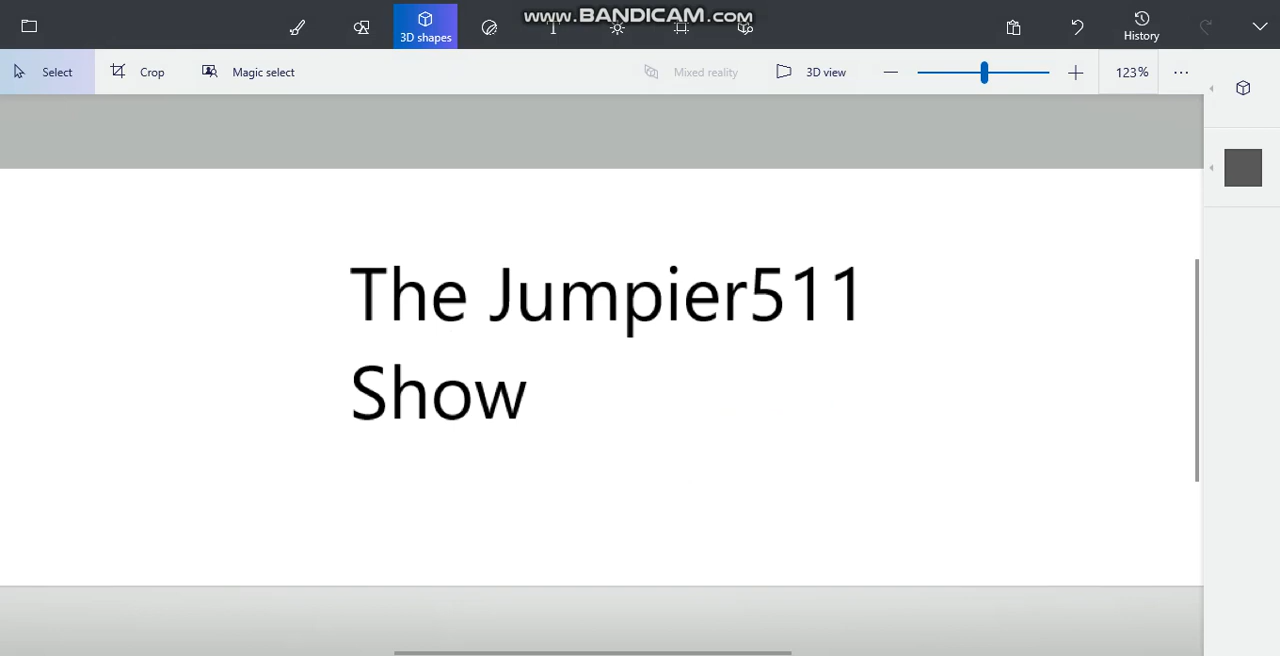 www.BANDICAM.com
3D shapes
History
Select
Crop
Magic select
Mixed reality
3D view
123%
The Jumpier511
Show